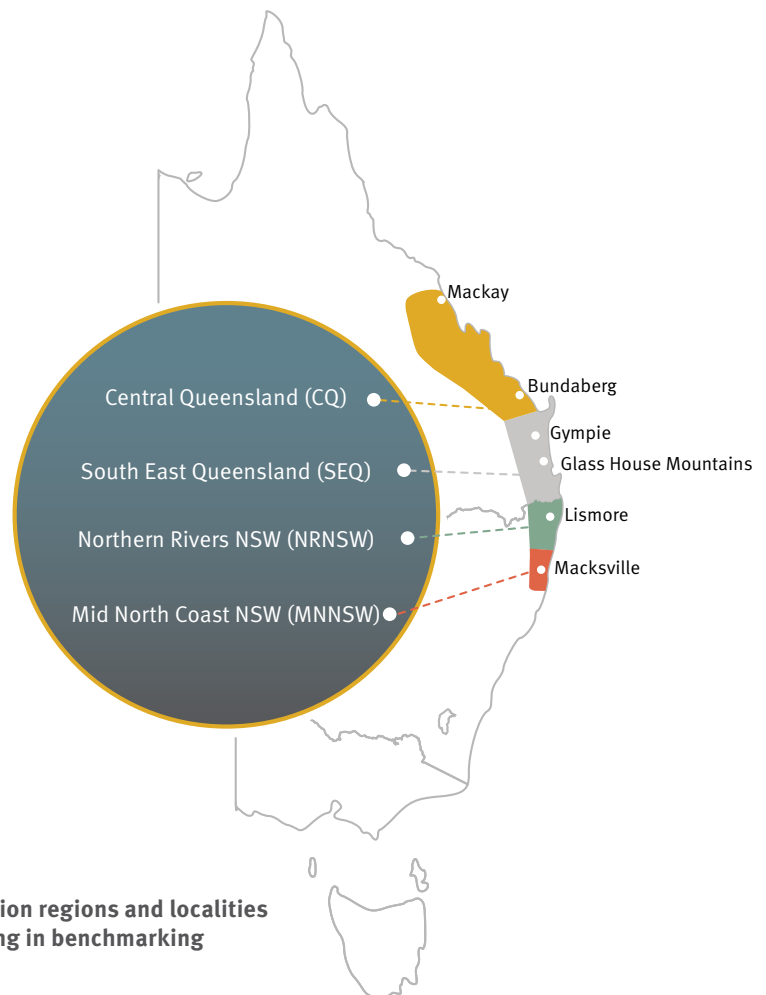 Mackay
Bundaberg
Central Queensland (CQ)
Gympie
Glass House Mountains
South East Queensland (SEQ)
Lismore
Northern Rivers NSW (NRNSW)
Macksville
Mid North Coast NSW (MNNSW)
ion regions and localities
ng in benchmarking